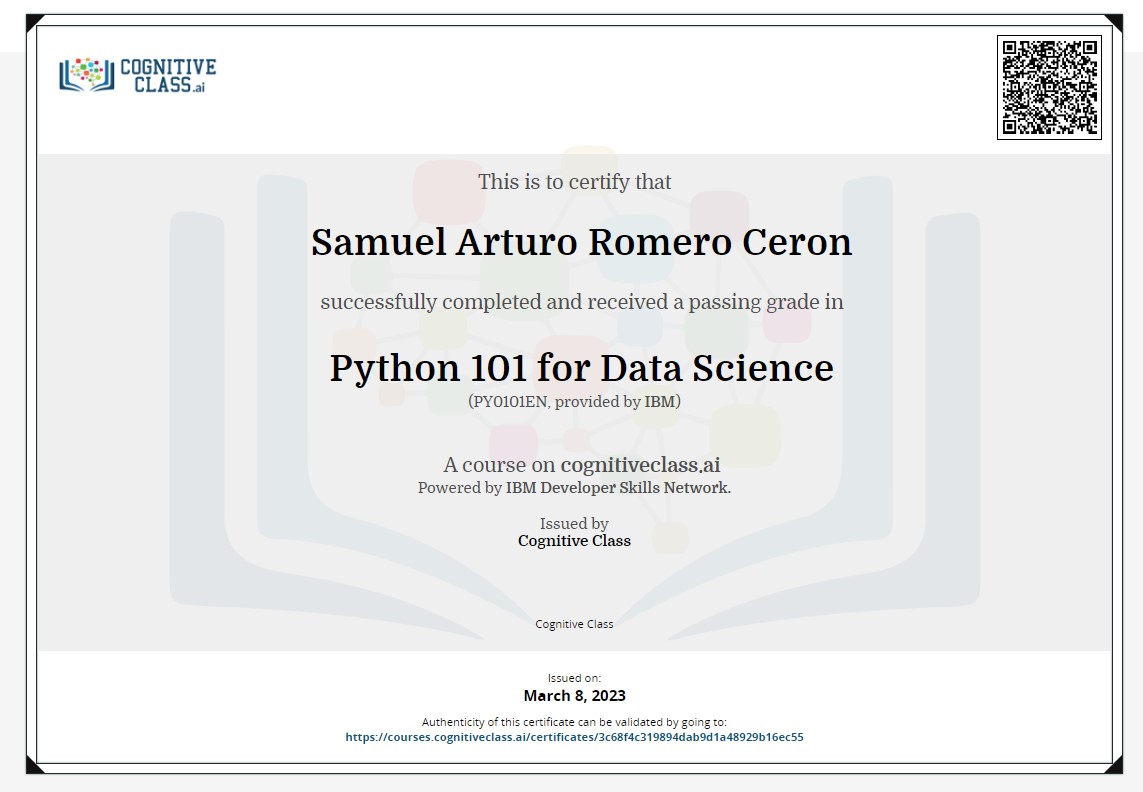 COGNITIVE
CLASS.ai
This is to certify that
Samuel Arturo Romero Ceron
successfully completed and received a passing grade in
Python 101 for Data Science
(PY0101EN, provided by IBM)
A course on cognitiveclass.ai
Powered by IBM Developer Skills Network.
Issued by
Cognitive Class
Cognitive Class
Issued on:
March 8, 2023
Authenticity of this certificate can be validated by going to:
https://courses.cognitiveclass.ai/certificates/3c68f4c319894dab9d1a48929b16ec55